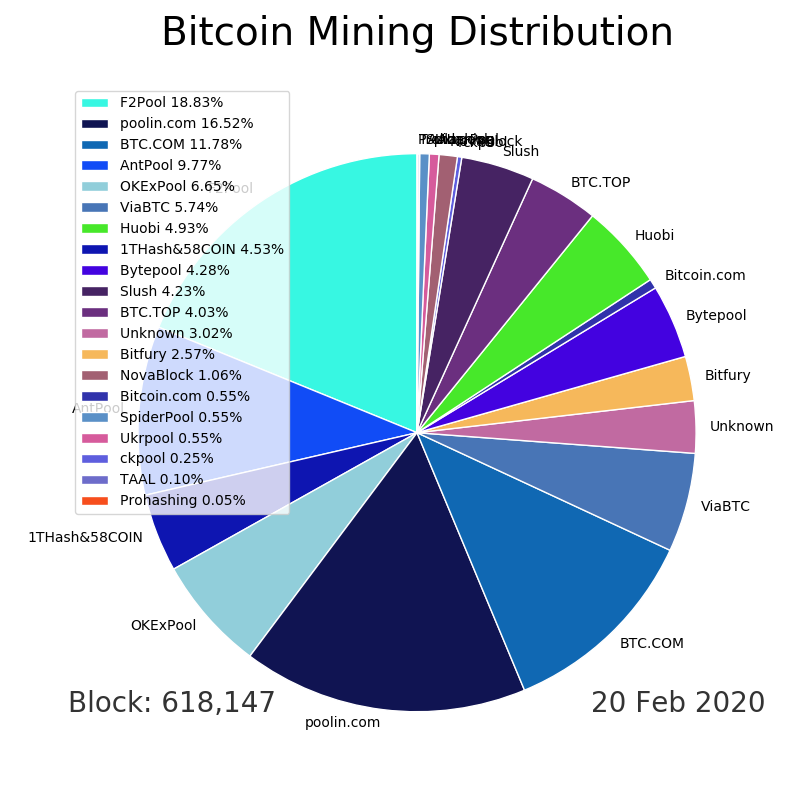 Bitcoin Mining Distribution
F2Pool 18.83%
poolin.com 16.52%
BTC.COM 11.78%
AntPool 9.77%
OKExPool 6.65%
ViaBTC 5.74%
Huobi 4.93%
1THash&58COIN 4.53%
Bytepool 4.28%
Slush 4.23%
BTC.TOP 4.03%
Unknown 3.02%
Bitfury 2.57%
NovaBlock 1.06%
Bitcoin.com 0.55%
SpiderPool 0.55%
Ukrpool 0.55%
ckpool 0.25%
TAAL 0.10%
Prohashing 0.05%
Slush
BTC.TOP
Huobi
Bitcoin.com
Bytepool
Bitfury
Unknown
ViaBTC
BTC.COM
poolin.com
OKExPool
1THash&58COIN
AntPool
Block: 618,147
20 Feb 2020